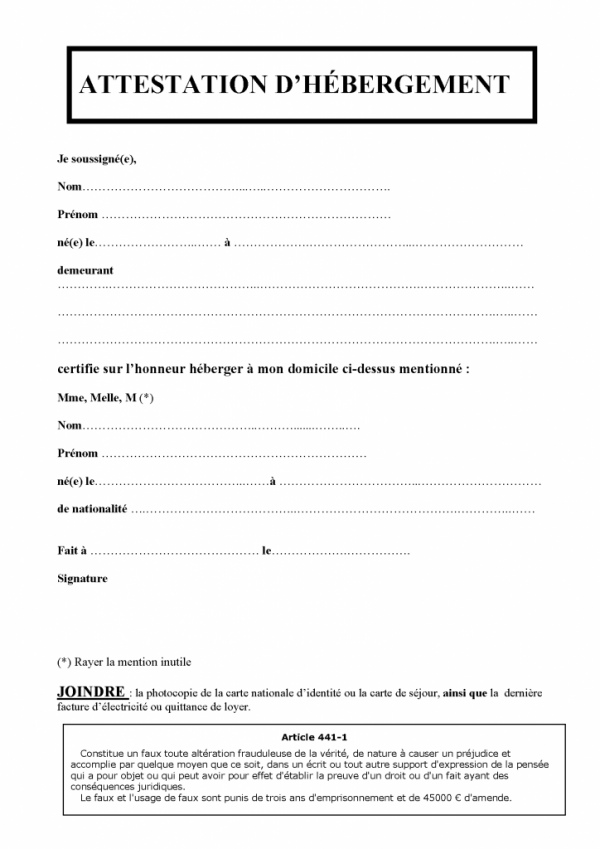 ATTESTATION D’HÉBERGEMENT
Je soussigné(e),
Nom…………………………………...…..………………………….
Prénom ………………………………………………………………
né(e) le……………………..…… à ……………….……………………...………………………
demeurant
………….………………………………..………………………………….…………………..……
……………………………………………………………………………….…………………..……
……………………………………………………………………………….…………………..……
certifie sur l’honneur héberger à mon domicile ci-dessus mentionné :
Mme, Melle, M (*)
Nom…………………………………….……….......……..….
Prénom …………………………………………………………
né(e) le………………………………...……à ……………………………..…………………………
de nationalité ….………………………………..………………………………….…………..……
Fait à …………………………………… le……………….…………….
Signature
(*) Rayer la mention inutile
JOINDRE : la photocopie de la carte nationale d’identité ou la carte de séjour, ainsi que la dernière
facture d’électricité ou quittance de loyer.
Article 441-1
Constitue un faux toute altération frauduleuse de la vérité, de nature à causer un préjudice et
accomplie par quelque moyen que ce soit, dans un écrit ou tout autre support d'expression de la pensée
qui a pour objet ou qui peut avoir pour effet d'établir la preuve d'un droit ou d'un fait ayant des
conséquences juridiques.
Le faux et l'usage de faux sont punis de trois ans d'emprisonnement et de 45000 € d'amende.